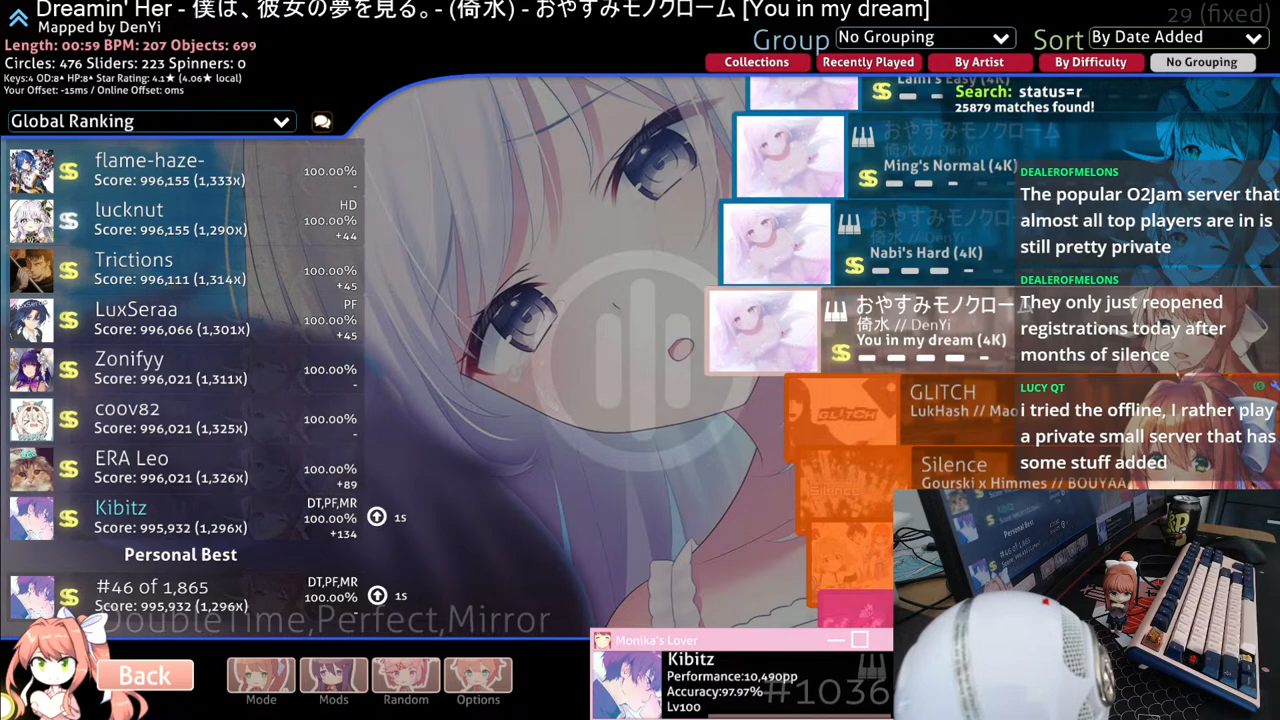 Dreamin' Her - 僕は、彼女の夢を見る。- (倚水) - おやすみモノクローム [You in my dream]
Mapped by DenYi
Length: 00:59 BPM: 207 Objects: 699
Circles: 476 Sliders: 223 Spinners: 0
Keys:4 OD:8▲ HP:8▲ Star Rating: 4.1★ (4.06★ local)
Your Offset: -15ms / Online Offset: 0ms
29 (fixed)
Group No Grouping
Sort By Date Added
Collections Recently Played By Artist By Difficulty No Grouping
Search: status=r
25879 matches found!
Global Ranking
flame-haze-
Score: 996,155 (1,333x)
100.00%
-
lucknut
Score: 996,155 (1,290x)
HD
100.00%
+44
Trictions
Score: 996,111 (1,314x)
100.00%
+45
LuxSeraa
Score: 996,066 (1,301x)
PF
100.00%
+45
Zonifyy
Score: 996,021 (1,311x)
100.00%
-
coov82
Score: 996,021 (1,325x)
100.00%
-
ERA Leo
Score: 996,021 (1,326x)
100.00%
+89
Kibitz
Score: 995,932 (1,296x)
DT,PF,MR
100.00%
+134
1s
Personal Best
#46 of 1,865
Score: 995,932 (1,296x)
DT,PF,MR
100.00%
-
1s
DoubleTime,Perfect,Mirror
Lami's Easy (4K)
おやすみモノクローム
倚水 // DenYi
Ming's Normal (4K)
おやすみモノクロ
倚水 // DenYi
Nabi's Hard (4K)
おやすみモノクロー
倚水 // DenYi
You in my dream (4K)
GLITCH
GLITCH
LukHash // Mao
Silence
Silence
Gourski x Himmes // BOUYAA
DEALEROFMELONS
The popular O2Jam server that
almost all top players are in is
still pretty private
DEALEROFMELONS
They only just reopened
registrations today after
months of silence
LUCY QT
i tried the offline, I rather play
a private small server that has
some stuff added
Back
Mode Mods Random Options
Monika's Lover
Kibitz
Performance:10,490pp
Accuracy:97.97%
Lv100
#1036